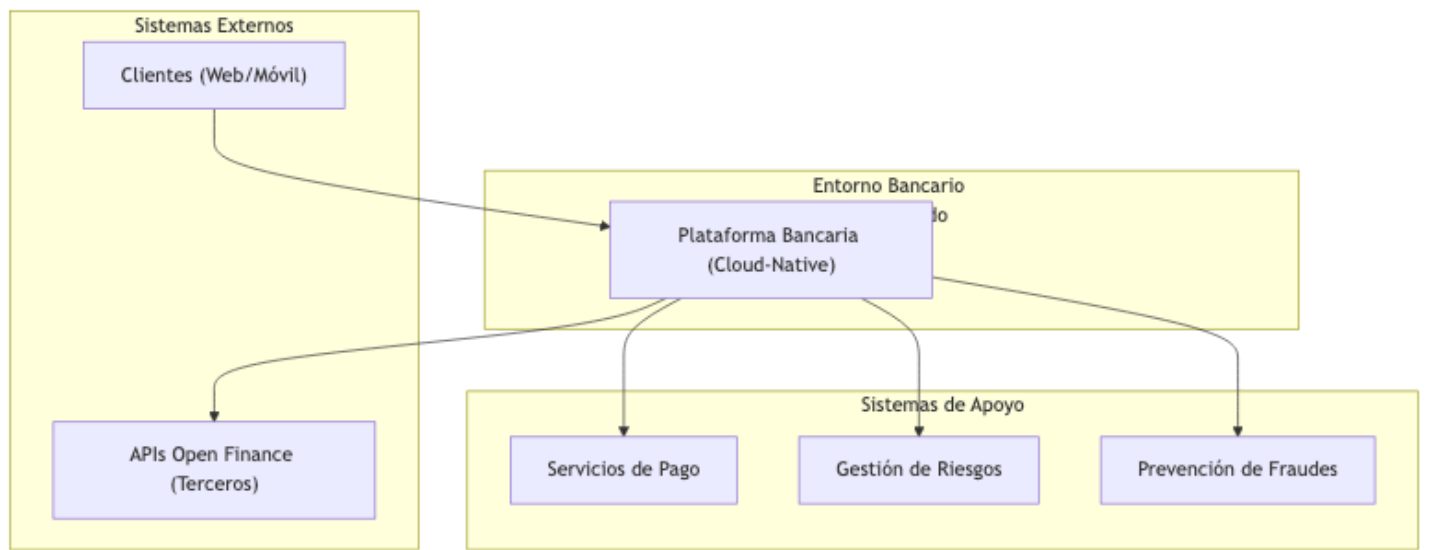 Sistemas Externos
Clientes (Web/Móvil)
Entorno Bancario
do
Plataforma Bancaria
(Cloud-Native)
Sistemas de Apoyo
APIs Open Finance
(Terceros)
Servicios de Pago
Gestión de Riesgos
Prevención de Fraudes